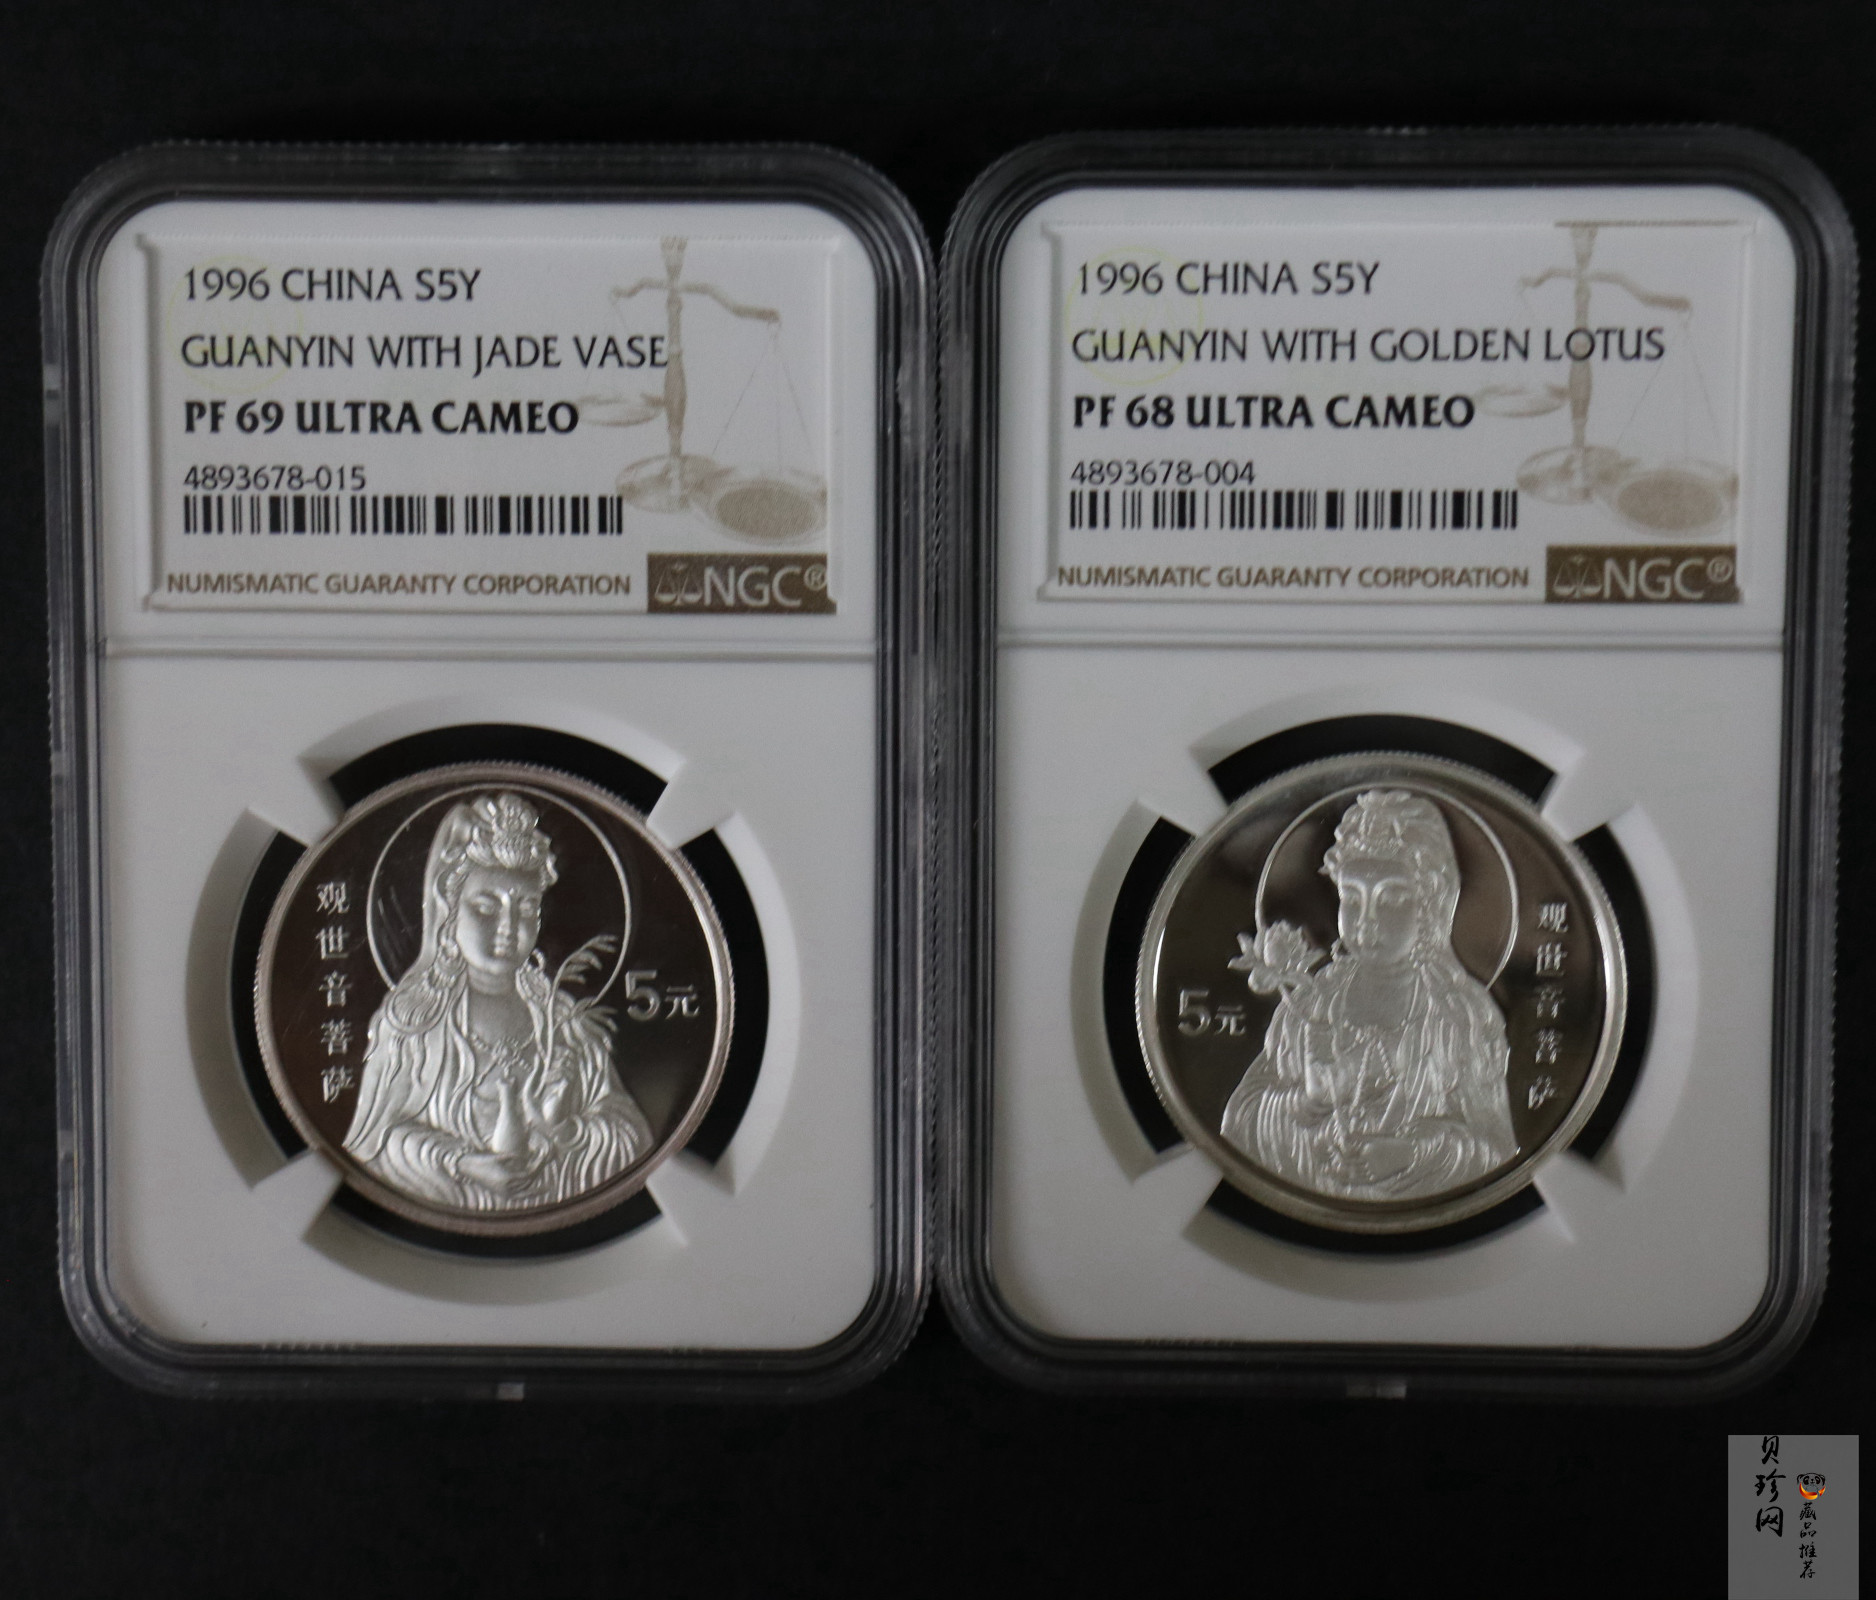 1996 CHINA S5Y
GUANYIN WITH JADE VASE
PF 69 ULTRA CAMEO
4893678-015
NUMISMATIC GUARANTY CORPORATION
NGC®
观世音菩萨
5元
1996 CHINA S5Y
GUANYIN WITH GOLDEN LOTUS
PF 68 ULTRA CAMEO
4893678-004
NUMISMATIC GUARANTY CORPORATION
NGC®
5元
观世音菩萨
贝珍网
藏品推荐